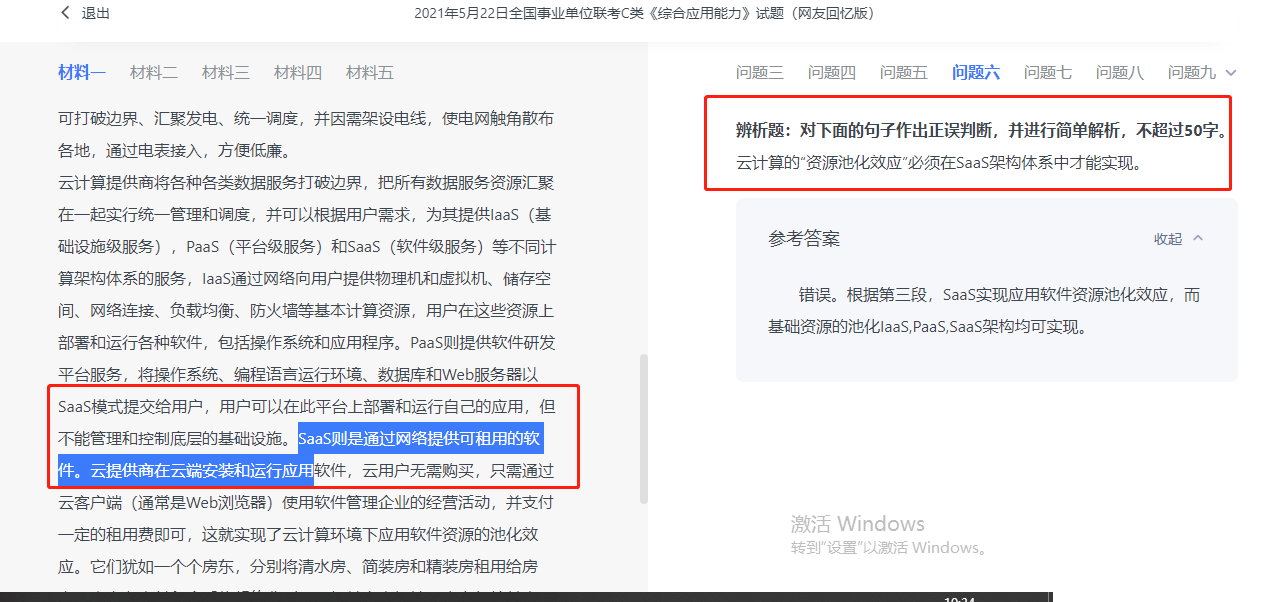 退出
2021年5月22日全国事业单位联考C类《综合应用能力》试题（网友回忆版）
材料一 材料二 材料三 材料四 材料五
可打破边界、汇聚发电、统一调度，并因需架设电线，使电网触角散布
各地，通过电表接入，方便低廉。
云计算提供商将各种各类数据服务打破边界，把所有数据服务资源汇聚
在一起实行统一管理和调度，并可以根据用户需求，为其提供IaaS（基
础设施级服务），PaaS（平台级服务）和SaaS（软件级服务）等不同计
算架构体系的服务，IaaS通过网络向用户提供物理机和虚拟机、储存空
间、网络连接、负载均衡、防火墙等基本计算资源，用户在这些资源上
部署和运行各种软件，包括操作系统和应用程序。PaaS则提供软件研发
平台服务，将操作系统、编程语言运行环境、数据库和Web服务器以
SaaS模式提交给用户，用户可以在此平台上部署和运行自己的应用，但
不能管理和控制底层的基础设施。SaaS则是通过网络提供可租用的软
件。云提供商在云端安装和运行应用软件，云用户无需购买，只需通过
云客户端（通常是Web浏览器）使用软件管理企业的经营活动，并支付
一定的租用费即可，这就实现了云计算环境下应用软件资源的池化效
应。它们犹如一个个房东，分别将清水房、简装房和精装房租用给房
问题三 问题四 问题五 问题六 问题七 问题八 问题九
辨析题：对下面的句子作出正误判断，并进行简单解析，不超过50字。
云计算的“资源池化效应”必须在SaaS架构体系中才能实现。
参考答案 收起
错误。根据第三段，SaaS实现应用软件资源池化效应，而
基础资源的池化IaaS,PaaS,SaaS架构均可实现。
激活 Windows
转到“设置”以激活 Windows。
10:24